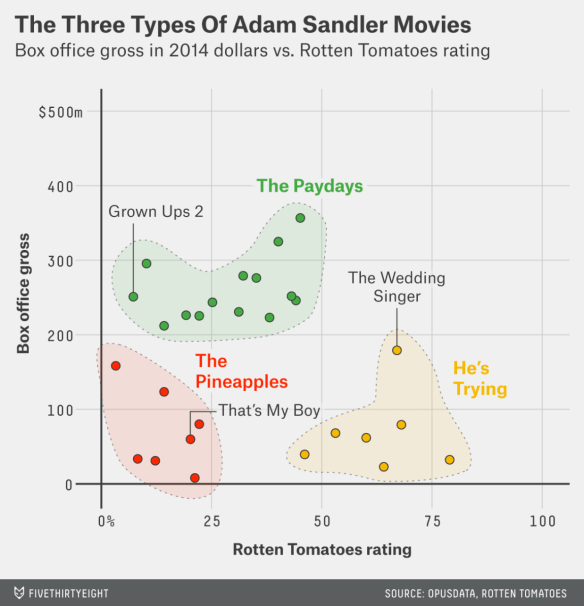 The Three Types Of Adam Sandler Movies
Box office gross in 2014 dollars vs. Rotten Tomatoes rating
$500m
The Paydays
400
Grown Ups 2
300
The Wedding
Singer
Box office gross
200
The
Pineapples
He's
Trying
That's My Boy
100
0
0%
25
50
75
100
Rotten Tomatoes rating
FIVETHIRTYEIGHT
SOURCE: OPUSDATA, ROTTEN TOMATOES